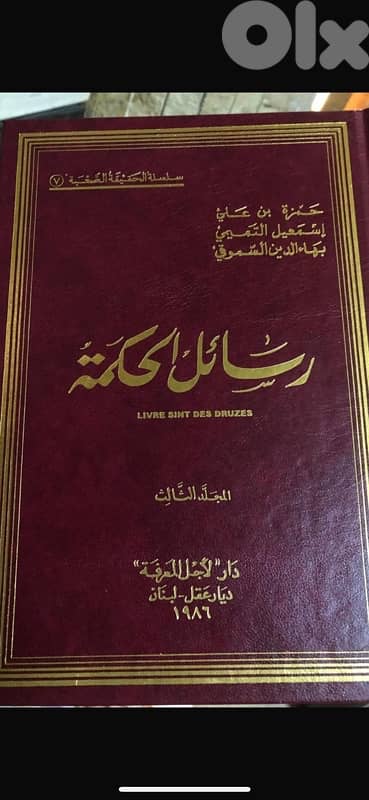 OLX
سلسلة الحقيقة الصعبة (٧)
حمزة بن علي
إسمعيل التميمي
بهاء الدين السموقي
رسائل الحكمة
LIVRE SINT DES DRUZES
المجلد الثالث
دار "لأجل المعرفة"
ديار عقل - لبنان
١٩٨٦